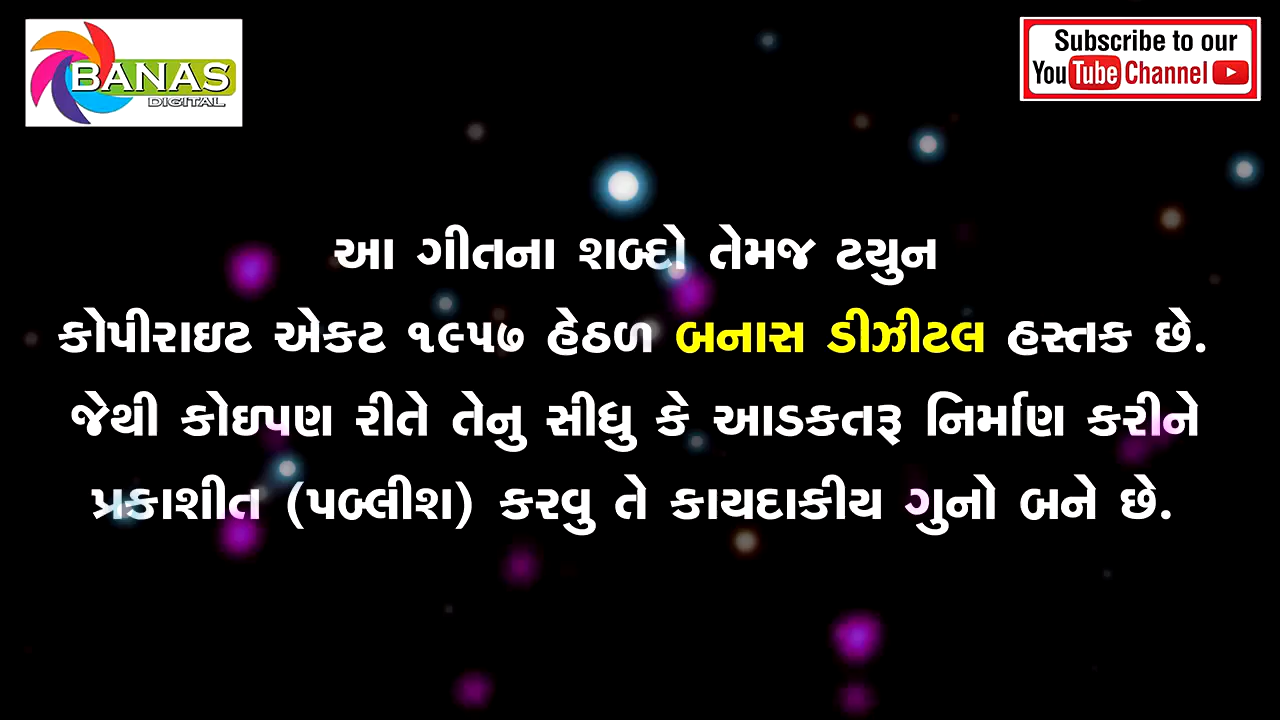 BANAS
DIGITAL
Subscribe to our
YouTube Channel
આ ગીતના શબ્દો તેમજ ટયુન
કોપીરાઇટ એકટ ૧૯૫૭ હેઠળ બનાસ ડીઝીટલ હસ્તક છે.
જેથી કોઇપણ રીતે તેનુ સીધુ કે આડકતરૂ નિર્માણ કરીને
પ્રકાશીત (પબ્લીશ) કરવુ તે કાયદાકીય ગુનો બને છે.